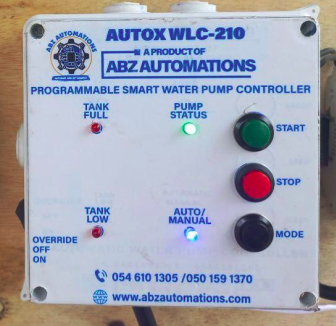 AUTOX WLC-210
A PRODUCT OF
ABZ AUTOMATIONS
ABZ AUTOMATIONS
PROGRAMMABLE SMART WATER PUMP CONTROLLER
TANK
FULL
PUMP
STATUS
START
STOP
TANK
LOW
AUTO/
MANUAL
MODE
OVERRIDE
OFF
ON
054 610 1305 /050 159 1370
www.abzautomations.com